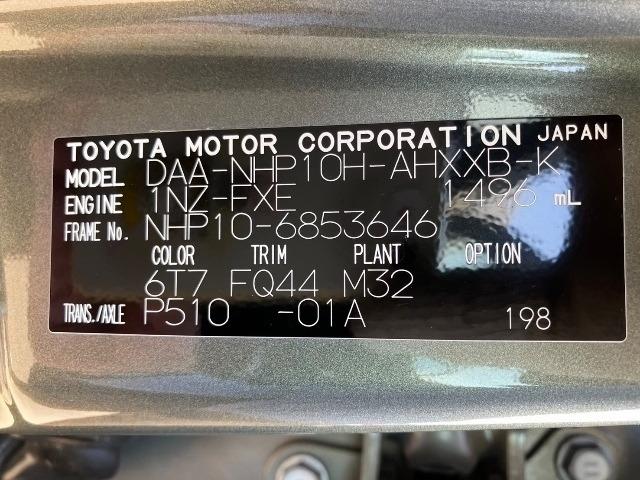 TOYOTA MOTOR CORPORATION JAPAN
MODEL DAA-NHP10H-AHXXB-K
ENGINE 1NZ-FXE 1496 mL
FRAME No. NHP10-6853646
COLOR TRIM PLANT OPTION
6T7 FQ44 M32
TRANS./AXLE P510 -01A 198